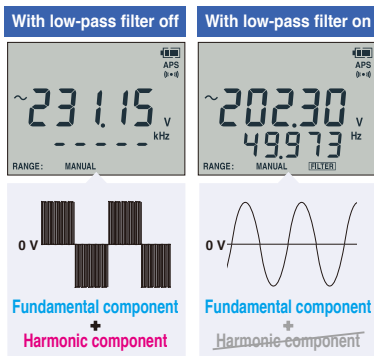 With low-pass filter off
APS
~231.15 V
----- kHz
RANGE: MANUAL
0 V
Fundamental component
+
Harmonic component
With low-pass filter on
APS
~202.30 V
49.973 Hz
RANGE: MANUAL FILTER
0 V
Fundamental component
+
Harmonic component